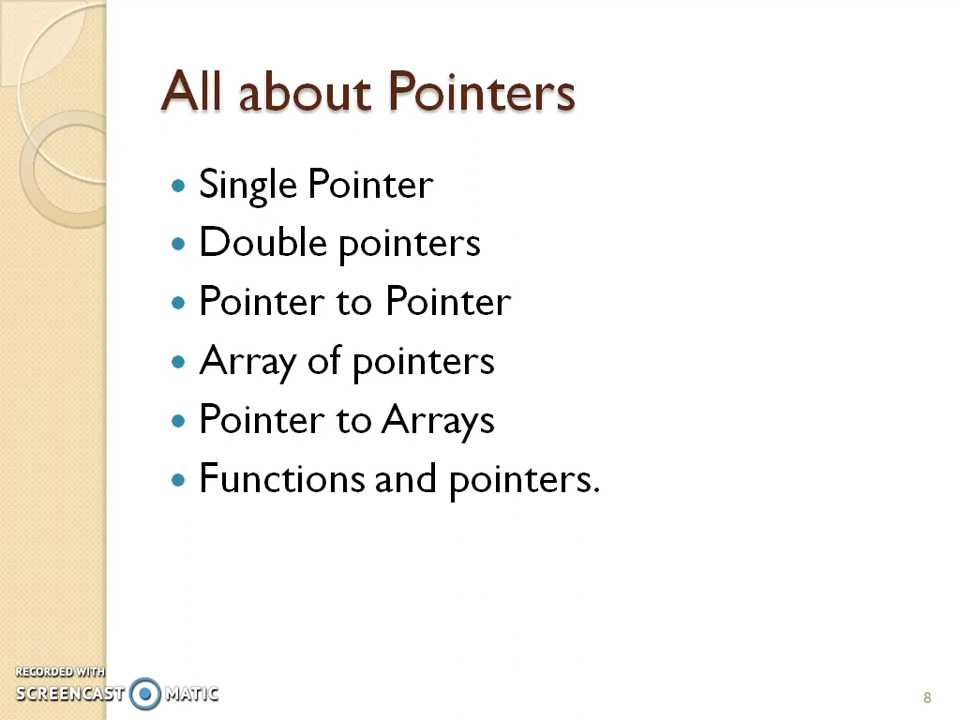 All about Pointers
Single Pointer
Double pointers
Pointer to Pointer
Array of pointers
Pointer to Arrays
Functions and pointers.
RECORDED WITH
SCREENCAST MATIC
8